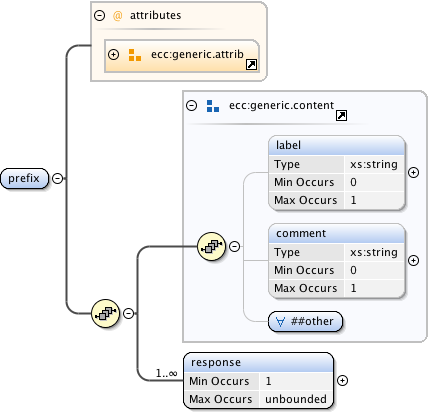 @ attributes
ecc:generic.attrib
ecc:generic.content
label
Type xs:string
Min Occurs 0
Max Occurs 1
prefix
comment
Type xs:string
Min Occurs 0
Max Occurs 1
∀ ##other
response
1..∞
Min Occurs 1
Max Occurs unbounded